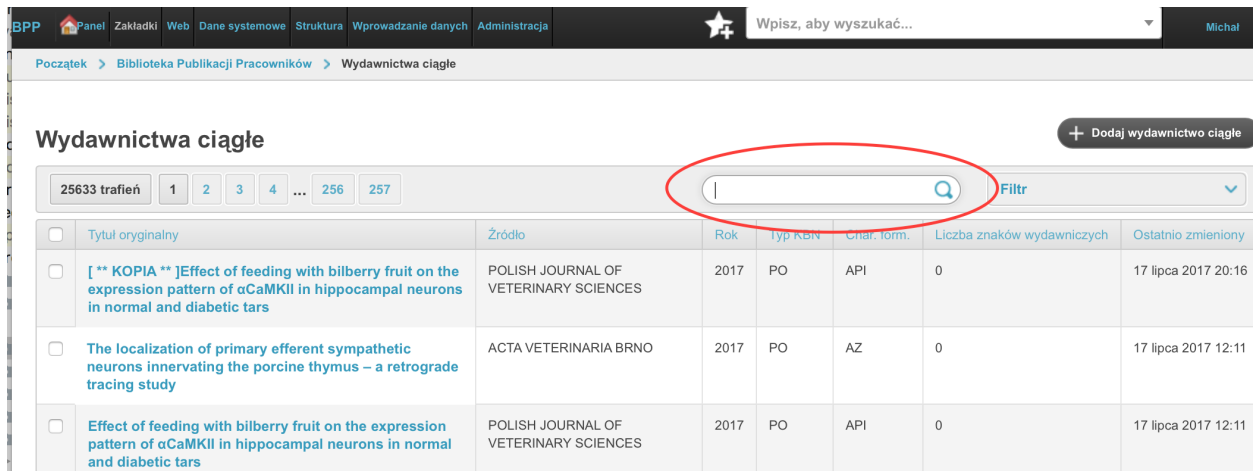 BPP Panel Zakładki Web Dane systemowe Struktura Wprowadzanie danych Administracja Wpisz, aby wyszukać... Michał
Początek > Biblioteka Publikacji Pracowników > Wydawnictwa ciągłe
Wydawnictwa ciągłe
+ Dodaj wydawnictwo ciągłe
25633 trafień 1 2 3 4 ... 256 257 Filtr
Tytuł oryginalny Źródło Rok Typ KBN Char. form. Liczba znaków wydawniczych Ostatnio zmieniony
[ ** KOPIA ** ]Effect of feeding with bilberry fruit on the POLISH JOURNAL OF 2017 PO API 0 17 lipca 2017 20:16
expression pattern of αCaMKII in hippocampal neurons VETERINARY SCIENCES
in normal and diabetic tars
The localization of primary efferent sympathetic ACTA VETERINARIA BRNO 2017 PO AZ 0 17 lipca 2017 12:11
neurons innervating the porcine thymus – a retrograde
tracing study
Effect of feeding with bilberry fruit on the expression POLISH JOURNAL OF 2017 PO API 0 17 lipca 2017 12:11
pattern of αCaMKII in hippocampal neurons in normal VETERINARY SCIENCES
and diabetic tars